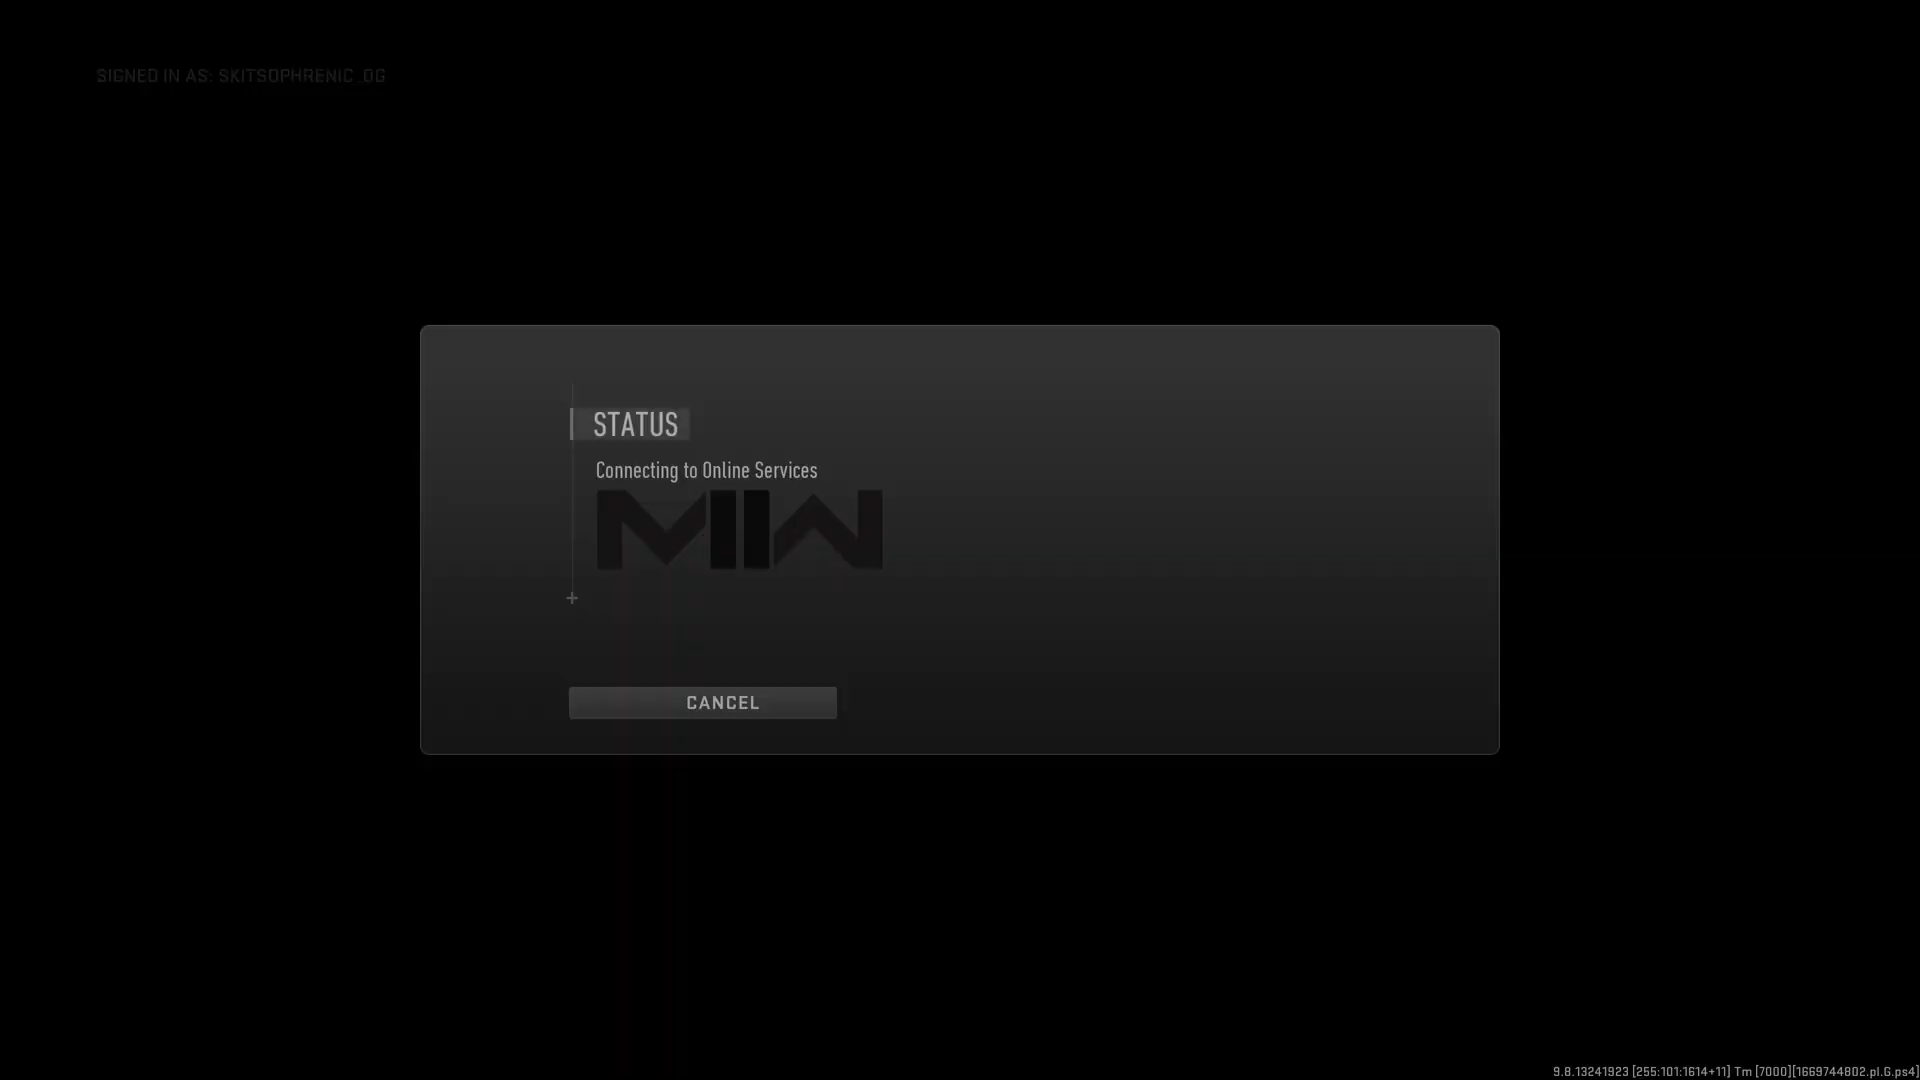 SIGNED IN AS: SKITSOPHRENIC_OG
STATUS
Connecting to Online Services
MIIW
CANCEL
9.8.13241923 [255:101:1614+11] Tm [7000][1669744802.pl.G.ps4]